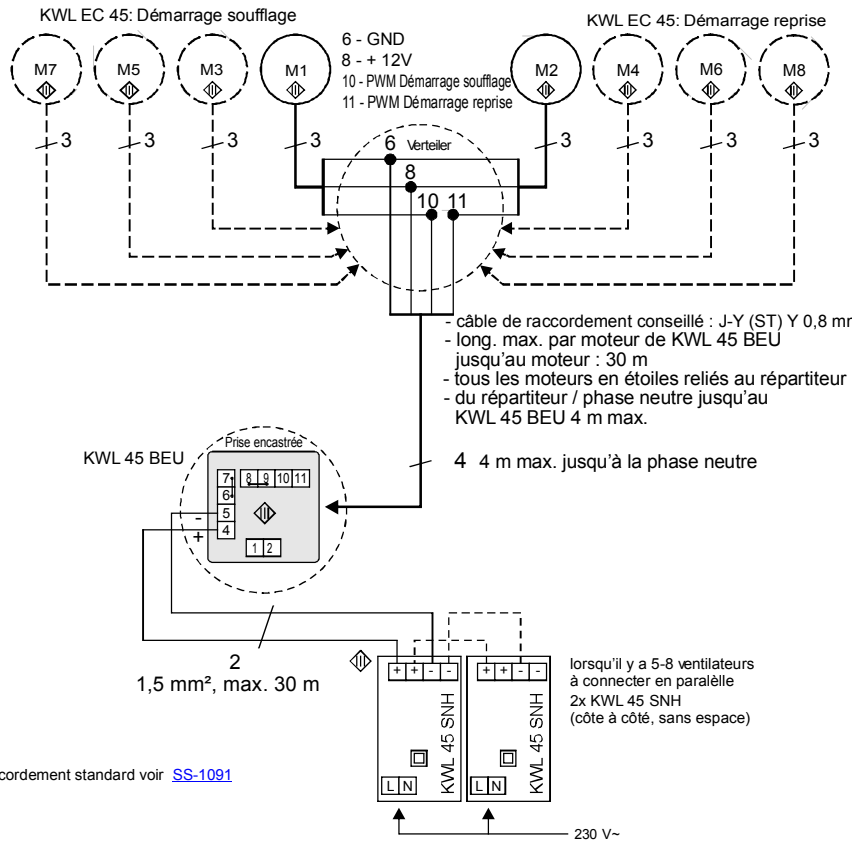 KWL EC 45: Démarrage soufflage
KWL EC 45: Démarrage reprise
6 - GND
8 - + 12V
10 - PWM Démarrage soufflage
11 - PWM Démarrage reprise
M7
M5
M3
M1
M2
M4
M6
M8
3
3
3
3
3
3
3
3
6
Verteiler
8
10 11
- câble de raccordement conseillé : J-Y (ST) Y 0,8 mm
- long. max. par moteur de KWL 45 BEU
jusqu'au moteur : 30 m
- tous les moteurs en étoiles reliés au répartiteur
- du répartiteur / phase neutre jusqu'au
KWL 45 BEU 4 m max.
4 4 m max. jusqu'à la phase neutre
KWL 45 BEU
Prise encastrée
7 8 9 10 11
6
- 5
+ 4
1 2
2
1,5 mm², max. 30 m
+ + - -
+ + - -
KWL 45 SNH
KWL 45 SNH
L N
L N
lorsqu'il y a 5-8 ventilateurs
à connecter en paralèlle
2x KWL 45 SNH
(côte à côté, sans espace)
cordement standard voir SS-1091
230 V~